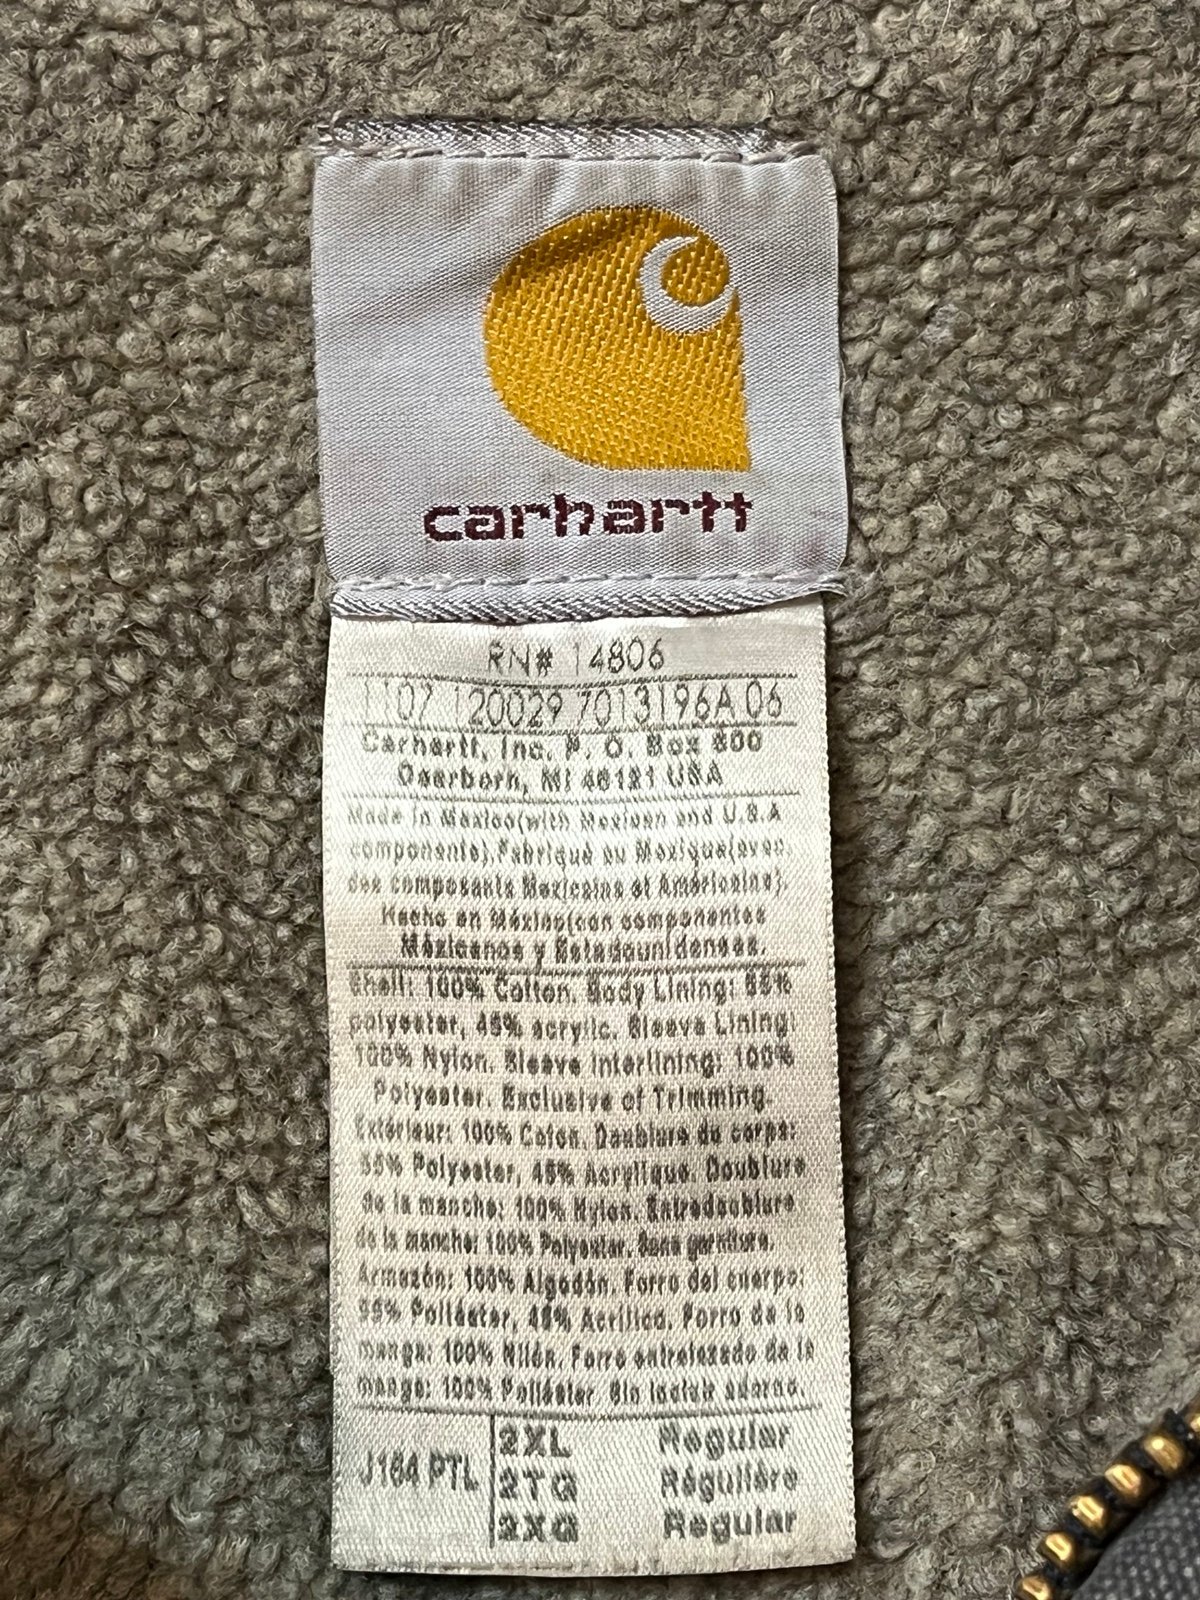 carhartt
RN# 14806
1107 120029 7013196A 06
Carhartt, Inc. P. O. Box 600
Dearborn, MI 48121 USA
Made in Mexico(with Mexican and U.S.A
components).Fabriqué au Mexique(avec
des composants Mexicains et Américains).
Hecho en México(con componentes
Mexicanos y Estadounidenses.
Shell: 100% Cotton. Body Lining: 55%
polyester, 45% acrylic. Sleeve Lining:
100% Nylon. Sleeve Interlining: 100%
Polyester. Exclusive of Trimming.
Extérieur: 100% Coton. Doublure du corps:
55% Polyester, 45% Acrylique. Doublure
de la manche: 100% Nylon. Entredoublure
de la manche: 100% Polyester. Sans garniture.
Armazón: 100% Algodón. Forro del cuerpo:
55% Poliéster, 45% Acrílico. Forro de la
manga: 100% Nilón. Forro entrelazado de la
manga: 100% Poliéster. Sin incluir adorno.
J164 PTL 2XL Regular
2TG Régulière
2XG Regular